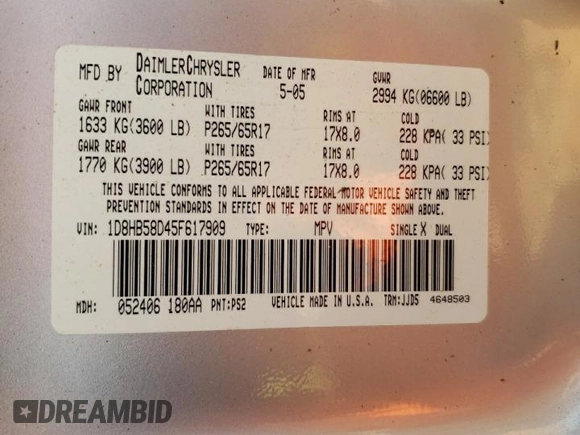 MFD BY DAIMLERCHRYSLER CORPORATION DATE OF MFR 5-05 GVWR 2994 KG(06600 LB)
GAWR FRONT WITH TIRES RIMS AT COLD
1633 KG(3600 LB) P265/65R17 17X8.0 228 KPA( 33 PSI)
GAWR REAR WITH TIRES RIMS AT COLD
1770 KG(3900 LB) P265/65R17 17X8.0 228 KPA( 33 PSI)
THIS VEHICLE CONFORMS TO ALL APPLICABLE FEDERAL MOTOR VEHICLE SAFETY AND THEFT
PREVENTION STANDARDS IN EFFECT ON THE DATE OF MANUFACTURE SHOWN ABOVE.
VIN: 1D8HB58D45F617909 TYPE: MPV SINGLE X DUAL
MDH: 052406 180AA PNT:PS2 VEHICLE MADE IN U.S.A. TRM:JJD5 4648503
DREAMBID